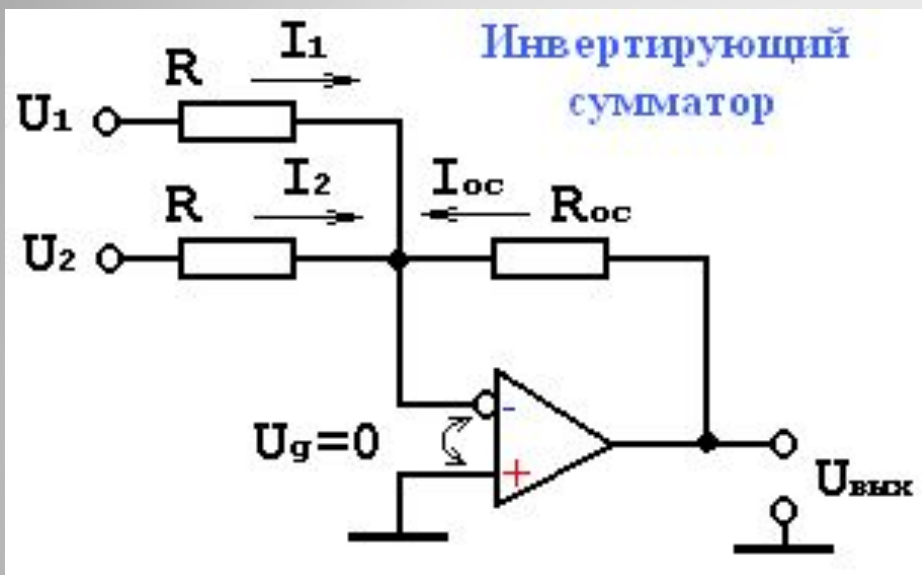 Инвертирующий
сумматор
R
I₁
U₁
R
I₂
Iос
Rос
U₂
-
Ug=0
+
Uвых